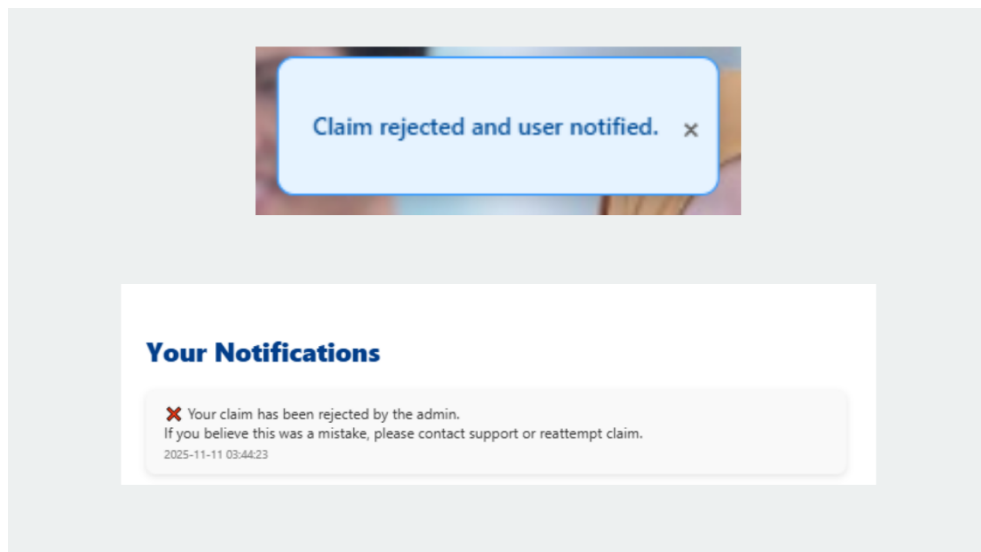 Claim rejected and user notified. ×
Your Notifications
❌ Your claim has been rejected by the admin.
If you believe this was a mistake, please contact support or reattempt claim.
2025-11-11 03:44:23